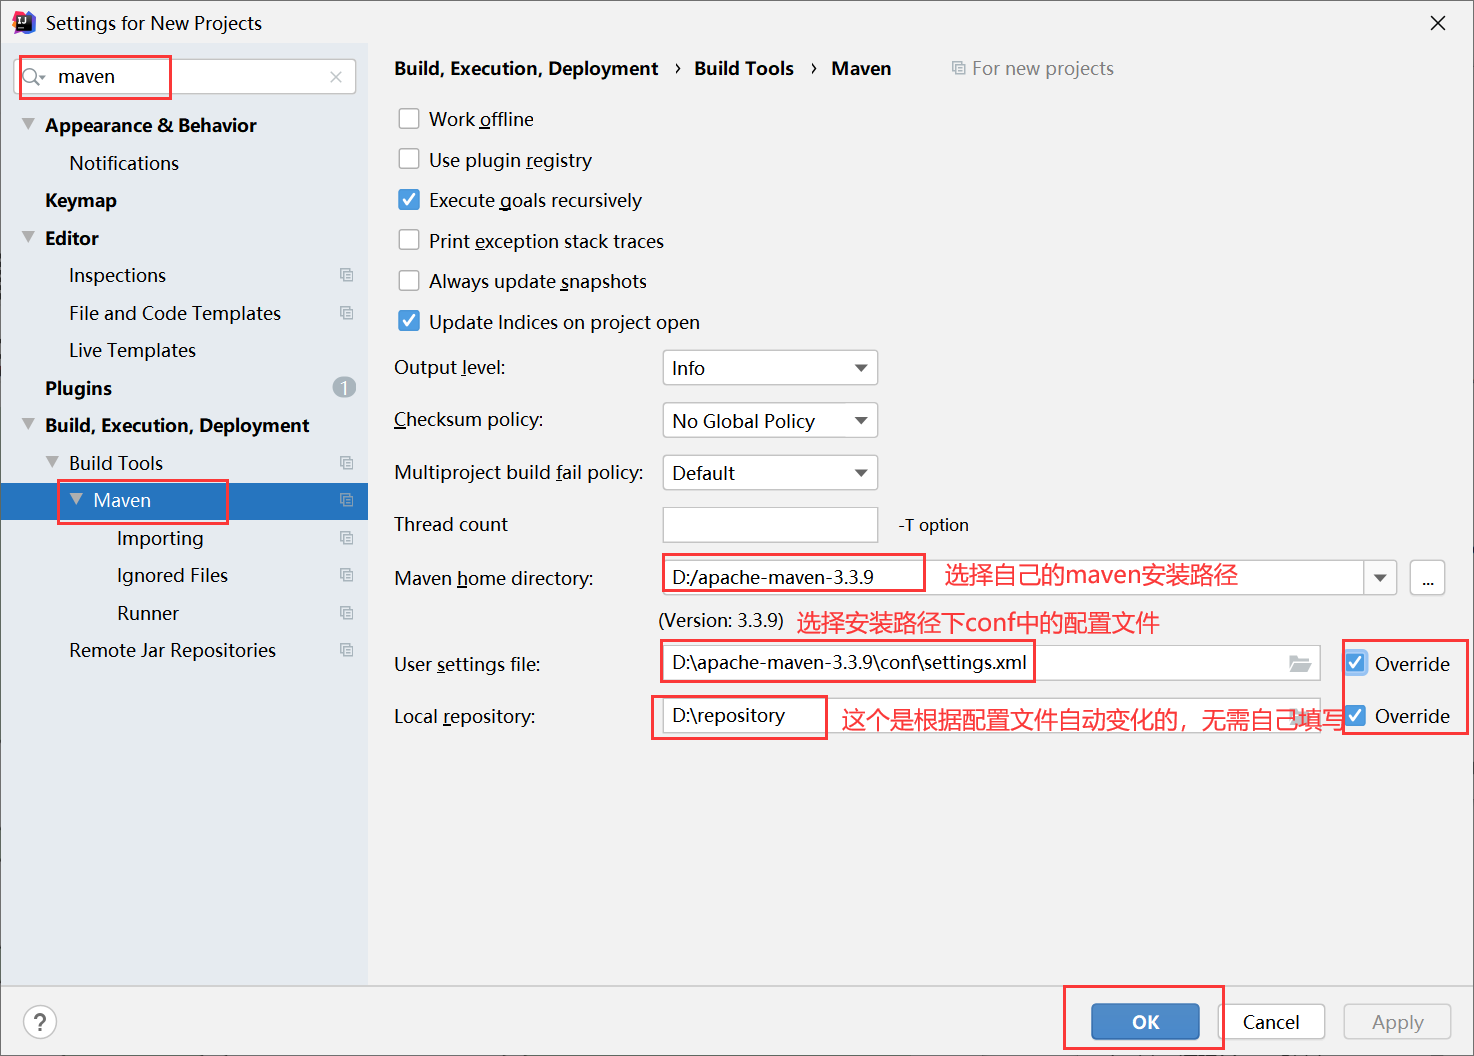 Settings for New Projects
maven
Appearance & Behavior
Notifications
Keymap
Editor
Inspections
File and Code Templates
Live Templates
Plugins
1
Build, Execution, Deployment
Build Tools
Maven
Importing
Ignored Files
Runner
Remote Jar Repositories
Build, Execution, Deployment › Build Tools › Maven For new projects
Work offline
Use plugin registry
Execute goals recursively
Print exception stack traces
Always update snapshots
Update Indices on project open
Output level: Info
Checksum policy: No Global Policy
Multiproject build fail policy: Default
Thread count -T option
Maven home directory: D:/apache-maven-3.3.9 选择自己的maven安装路径 ...
(Version: 3.3.9) 选择安装路径下conf中的配置文件
User settings file: D:\apache-maven-3.3.9\conf\settings.xml Override
Local repository: D:\repository 这个是根据配置文件自动变化的，无需自己填写 Override
? OK Cancel Apply